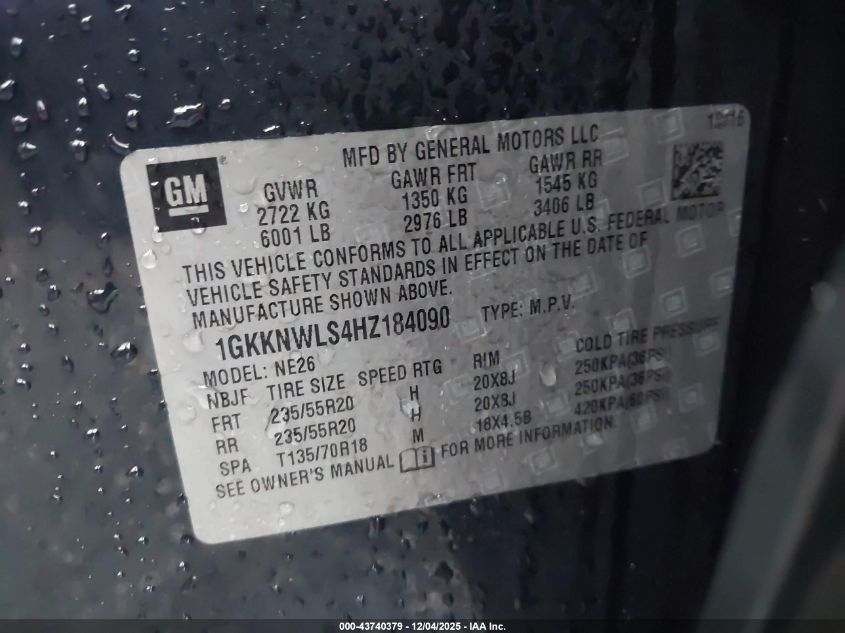 GM
MFD BY GENERAL MOTORS LLC
GVWR GAWR FRT GAWR RR
2722 KG 1350 KG 1545 KG
6001 LB 2976 LB 3406 LB
THIS VEHICLE CONFORMS TO ALL APPLICABLE U.S. FEDERAL MOTOR
VEHICLE SAFETY STANDARDS IN EFFECT ON THE DATE OF
MANUFACTURE SHOWN ABOVE.
1GKKNWLS4HZ184090 TYPE: M.P.V.
MODEL: NE26
NBJF TIRE SIZE SPEED RTG RIM COLD TIRE PRESSURE
FRT 235/55R20 H 20X8J 250KPA(36PSI)
RR 235/55R20 H 20X8J 250KPA(36PSI)
SPA T135/70R18 M 18X4.5B 420KPA(60PSI)
SEE OWNER'S MANUAL FOR MORE INFORMATION
000-43740379 - 12/04/2025 - IAA Inc.